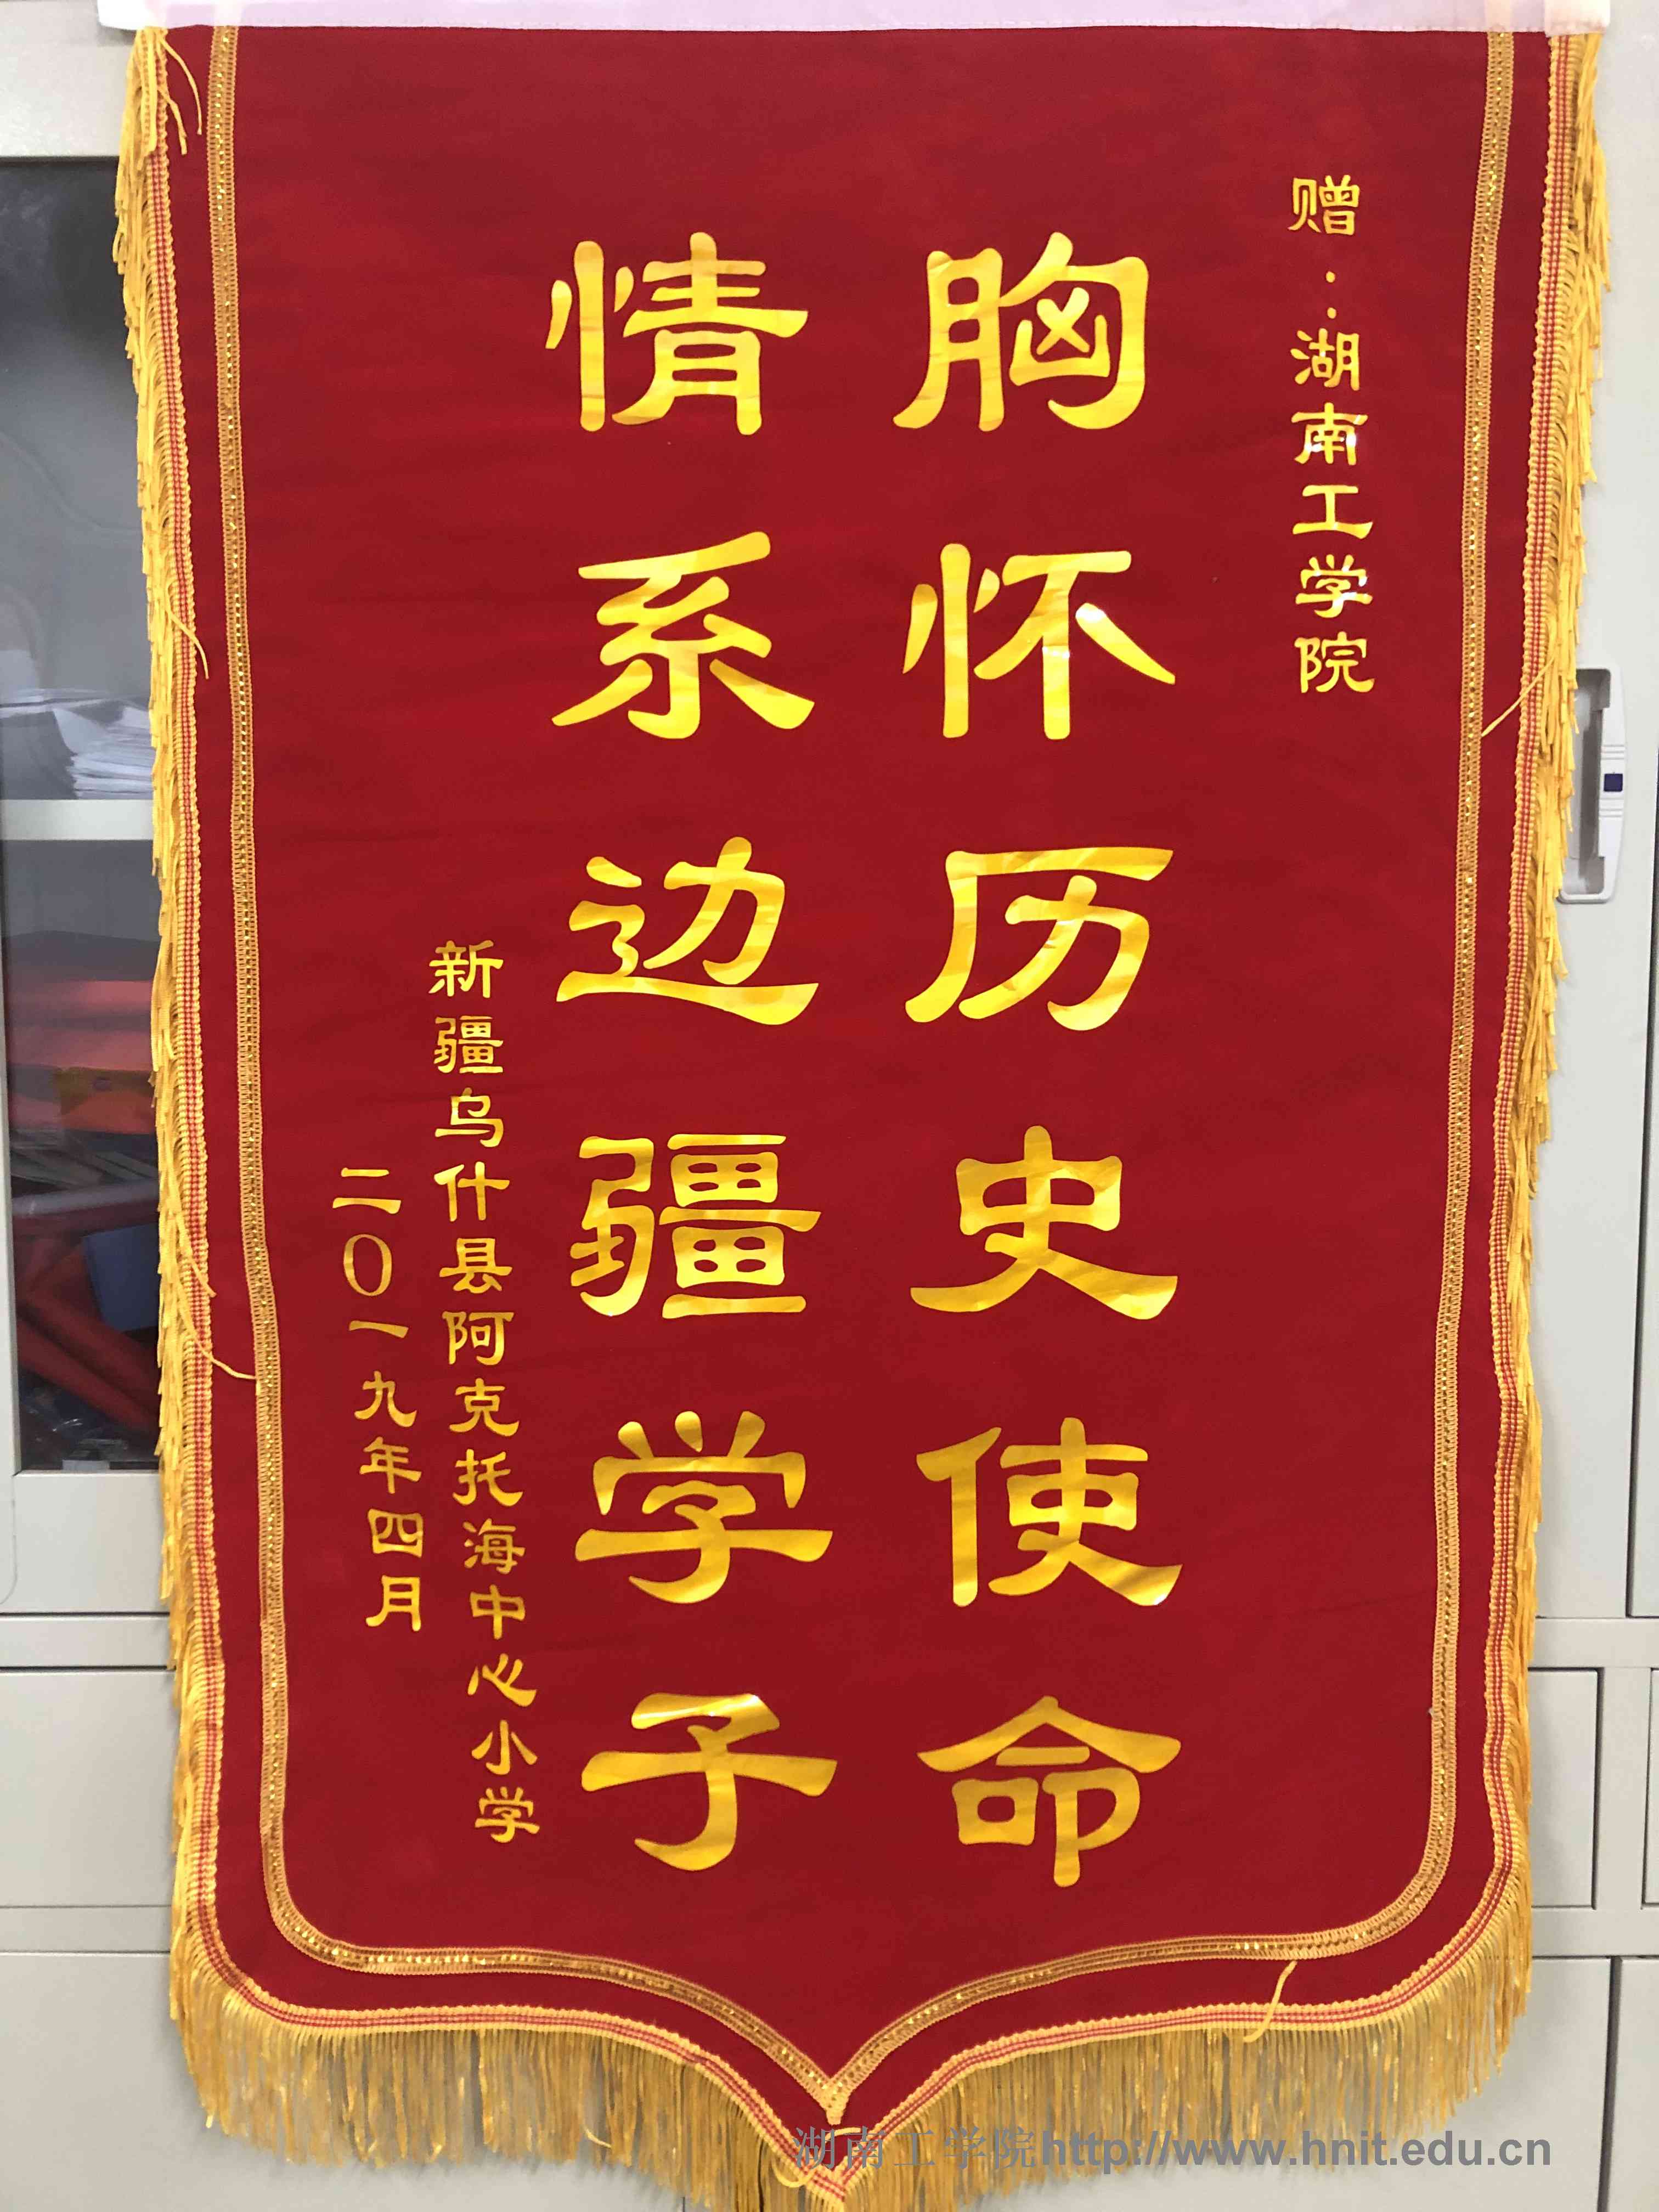 赠：湖南工学院
胸怀历史使命
情系边疆学子
新疆乌什县阿克托海中心小学
二〇一九年四月
湖南工学院http://www.hnit.edu.cn